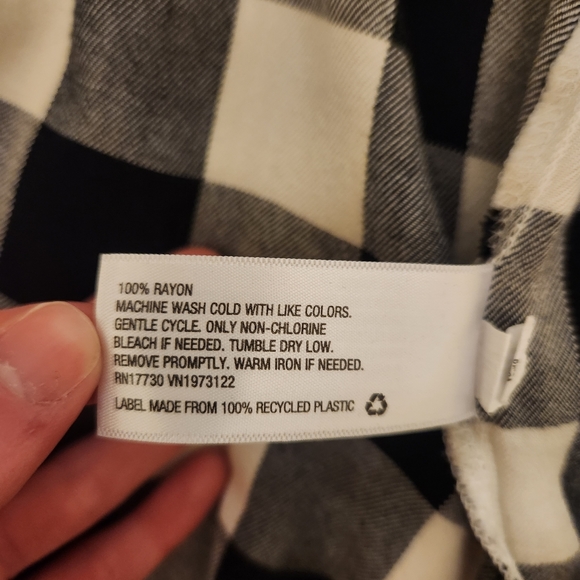 100% RAYON
MACHINE WASH COLD WITH LIKE COLORS.
GENTLE CYCLE. ONLY NON-CHLORINE
BLEACH IF NEEDED. TUMBLE DRY LOW.
REMOVE PROMPTLY. WARM IRON IF NEEDED.
RN17730 VN1973122
LABEL MADE FROM 100% RECYCLED PLASTIC